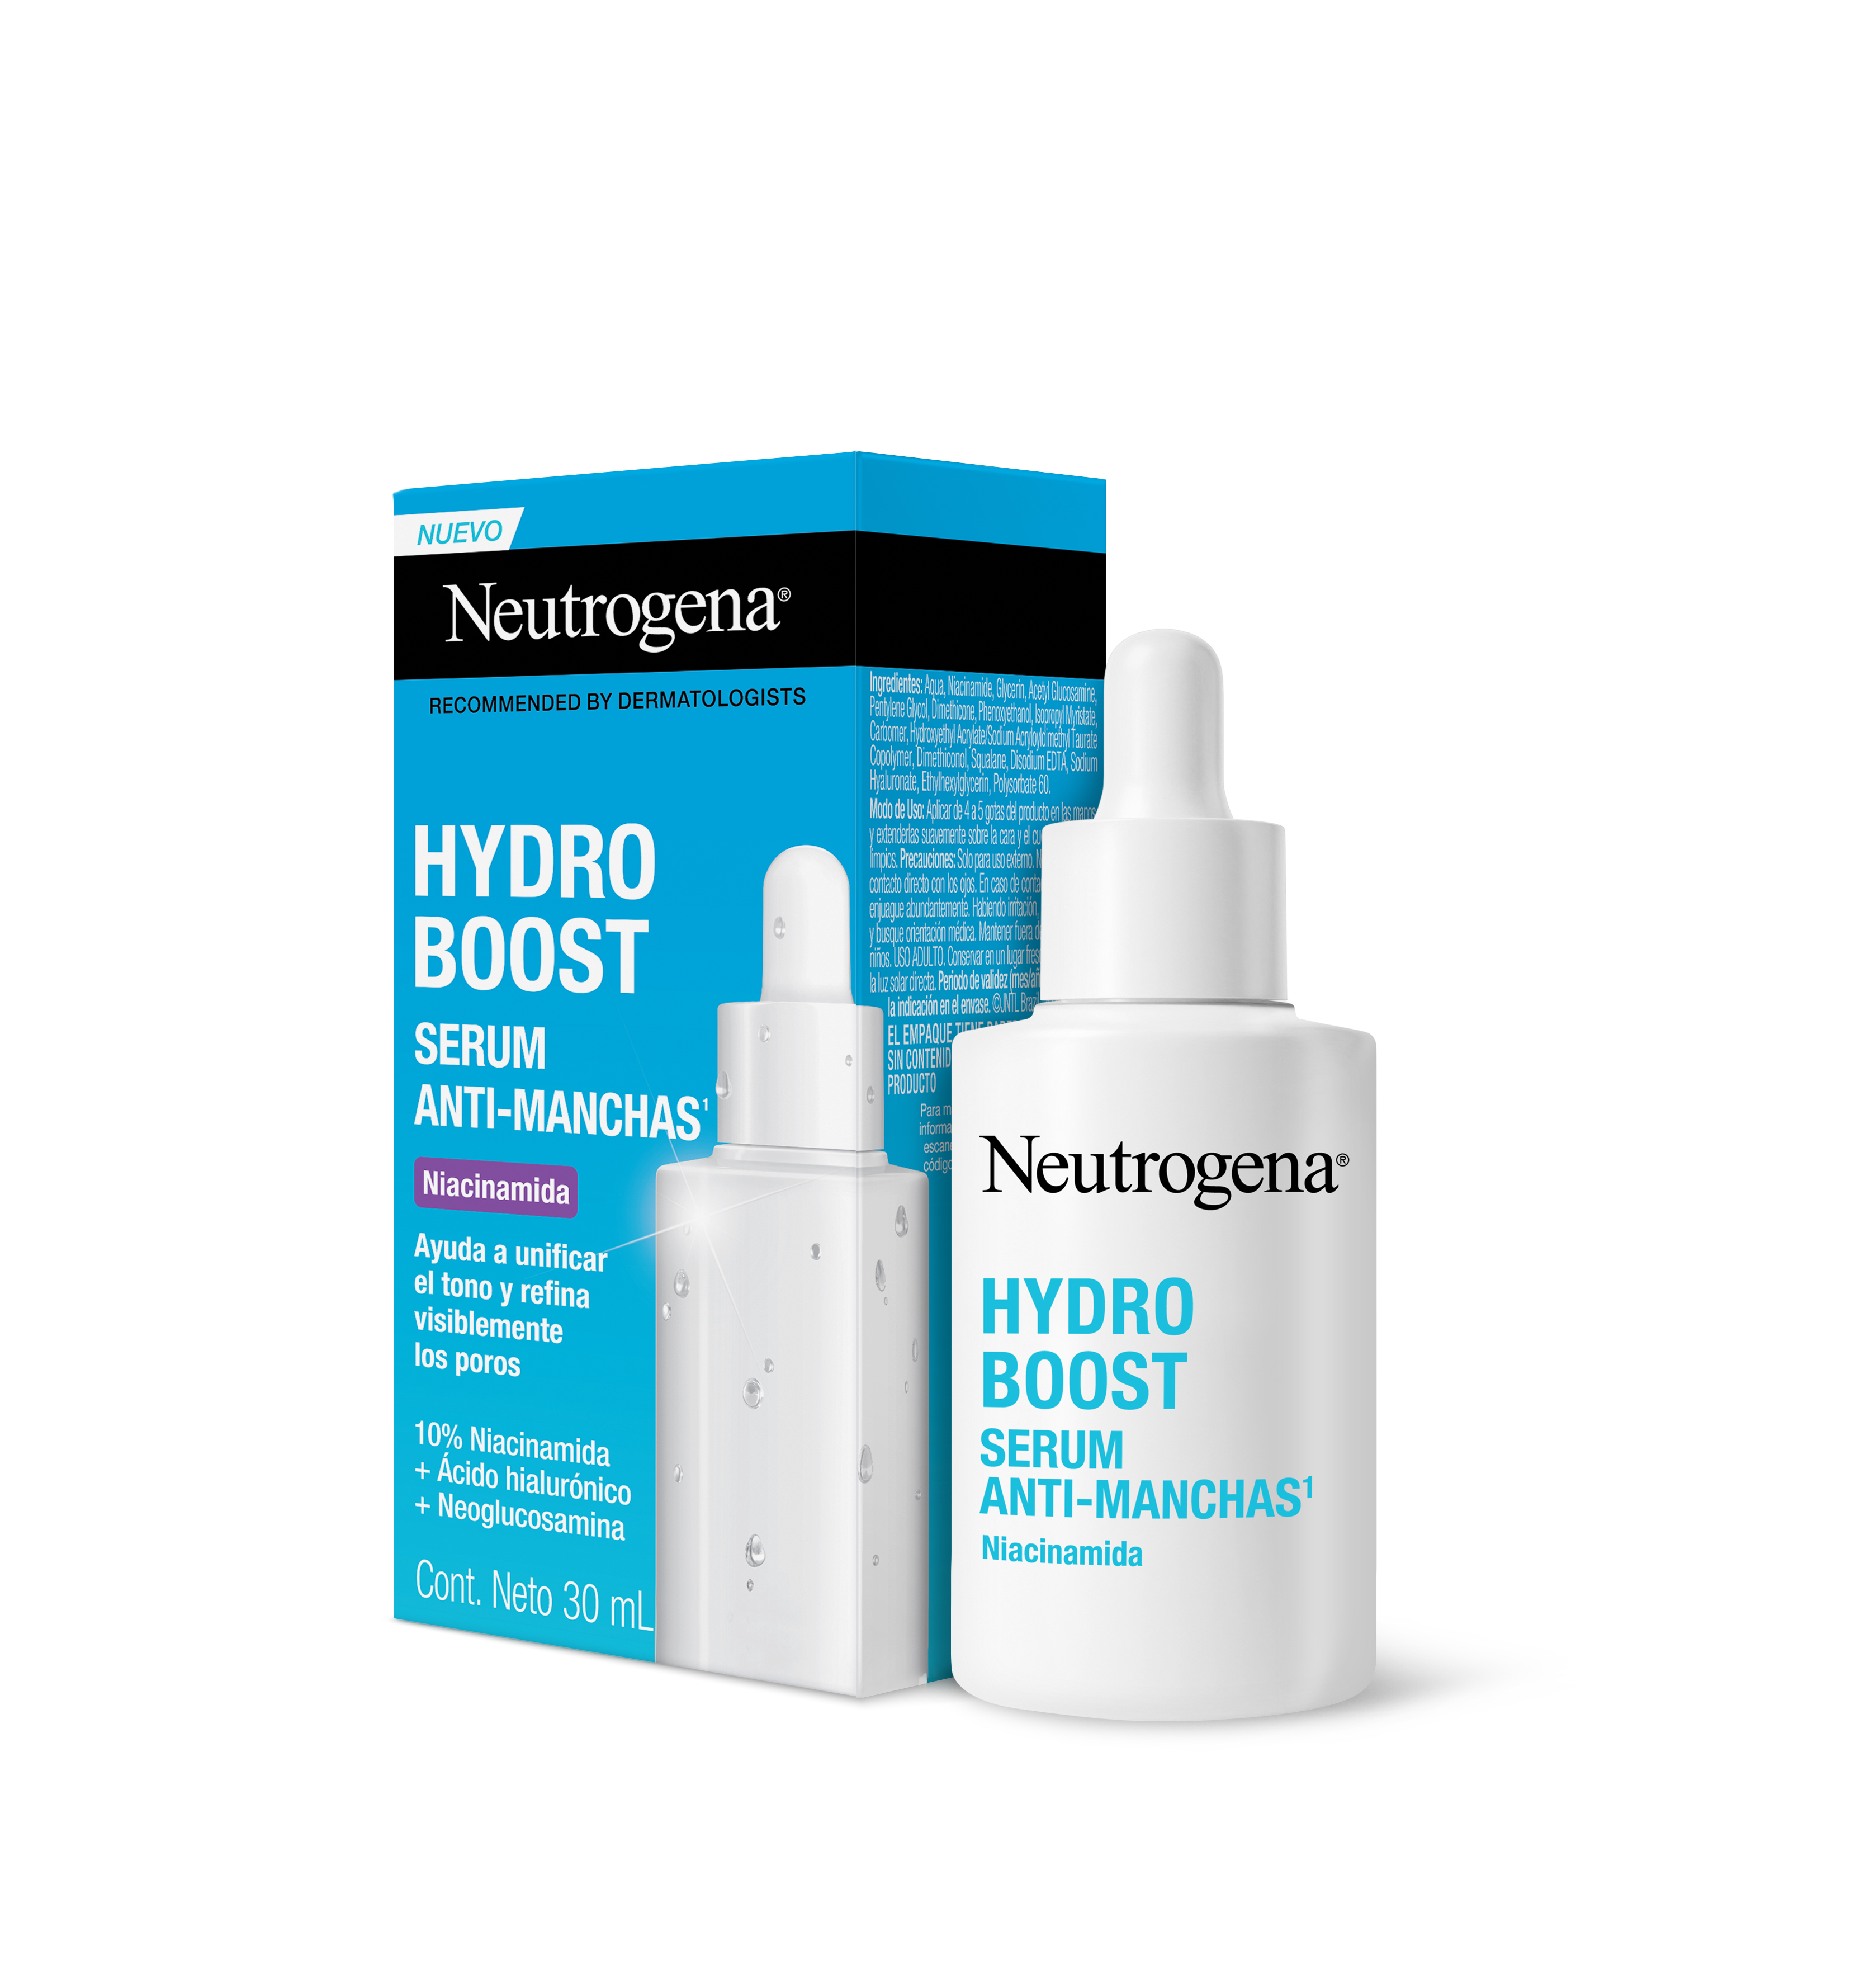 NUEVO
Neutrogena®
RECOMMENDED BY DERMATOLOGISTS
HYDRO
BOOST
SERUM
ANTI-MANCHAS¹
Niacinamida
Ayuda a unificar
el tono y refina
visiblemente
los poros
10% Niacinamida
+ Ácido hialurónico
+ Neoglucosamina
Cont. Neto 30 mL
Ingredientes: Aqua, Niacinamide, Glycerin, Acetyl Glucosamine,
Pentylene Glycol, Dimethicone, Phenoxyethanol, Isopropyl Myristate,
Carbomer, Hydroxyethyl Acrylate/Sodium Acryloyldimethyl Taurate
Copolymer, Dimethiconol, Squalane, Disodium EDTA, Sodium
Hyaluronate, Ethylhexylglycerin, Polysorbate 60.
Modo de Uso: Aplicar de 4 a 5 gotas del producto en las manos
y extenderlas suavemente sobre la cara y el
limpios. Precauciones: Solo para uso externo.
contacto directo con los ojos. En caso de
enjuague abundantemente. Habiendo irritación,
y busque orientación médica. Mantener fuera
niños. USO ADULTO. Conservar en un lugar
la luz solar directa. Periodo de validez
la indicación en el envase. ©JNTL
EL EMPAQUE TIENE
SIN
PRODUCTO
Para
Neutrogena®
HYDRO
BOOST
SERUM
ANTI-MANCHAS¹
Niacinamida